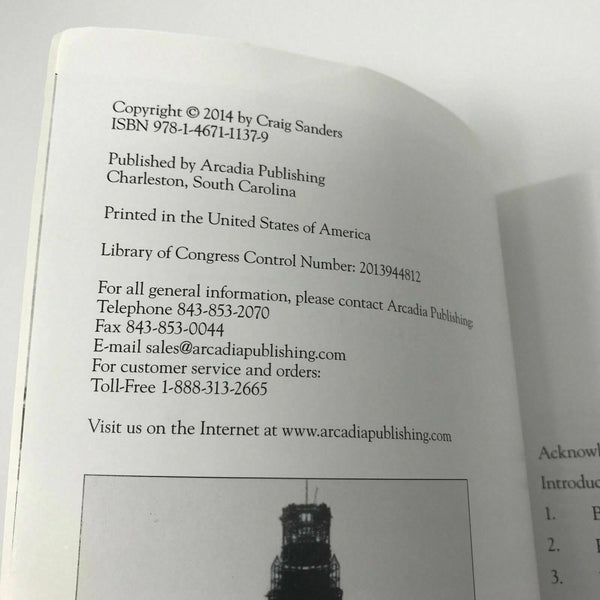 Copyright © 2014 by Craig Sanders
ISBN 978-1-4671-1137-9
Published by Arcadia Publishing
Charleston, South Carolina
Printed in the United States of America
Library of Congress Control Number: 2013944812
For all general information, please contact Arcadia Publishing:
Telephone 843-853-2070
Fax 843-853-0044
E-mail sales@arcadiapublishing.com
For customer service and orders:
Toll-Free 1-888-313-2665
Visit us on the Internet at www.arcadiapublishing.com
Acknowl
Introduc
1. B
2.
3.